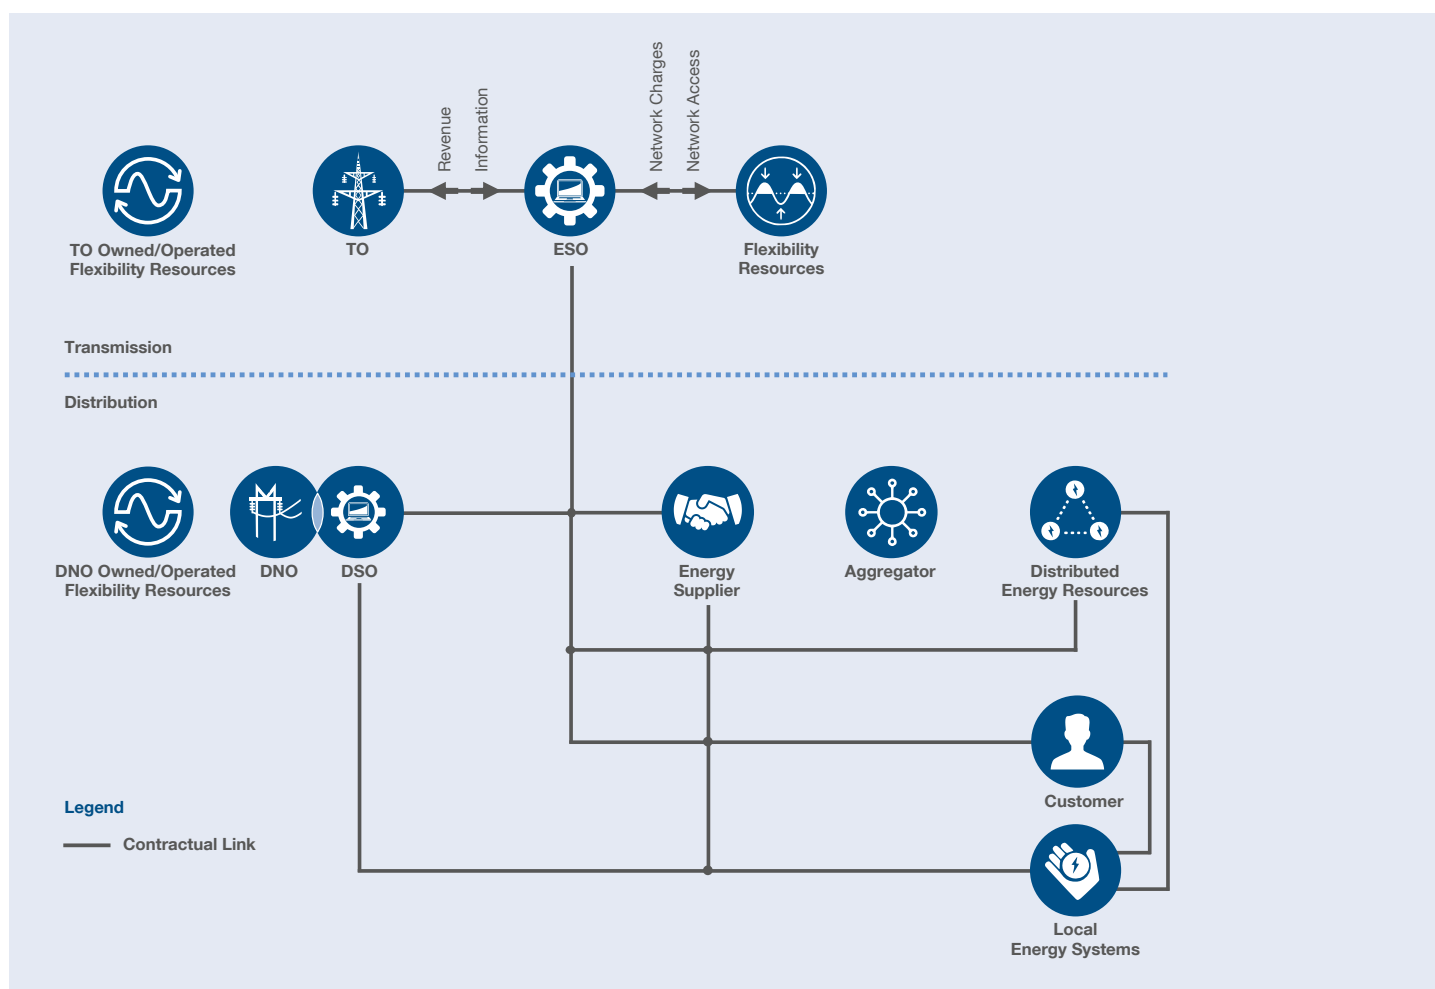 Revenue
Information
Network Charges
Network Access
TO Owned/Operated
Flexibility Resources
TO
ESO
Flexibility
Resources
Transmission
Distribution
DNO Owned/Operated
Flexibility Resources
DNO
DSO
Energy
Supplier
Aggregator
Distributed
Energy Resources
Customer
Legend
Contractual Link
Local
Energy Systems